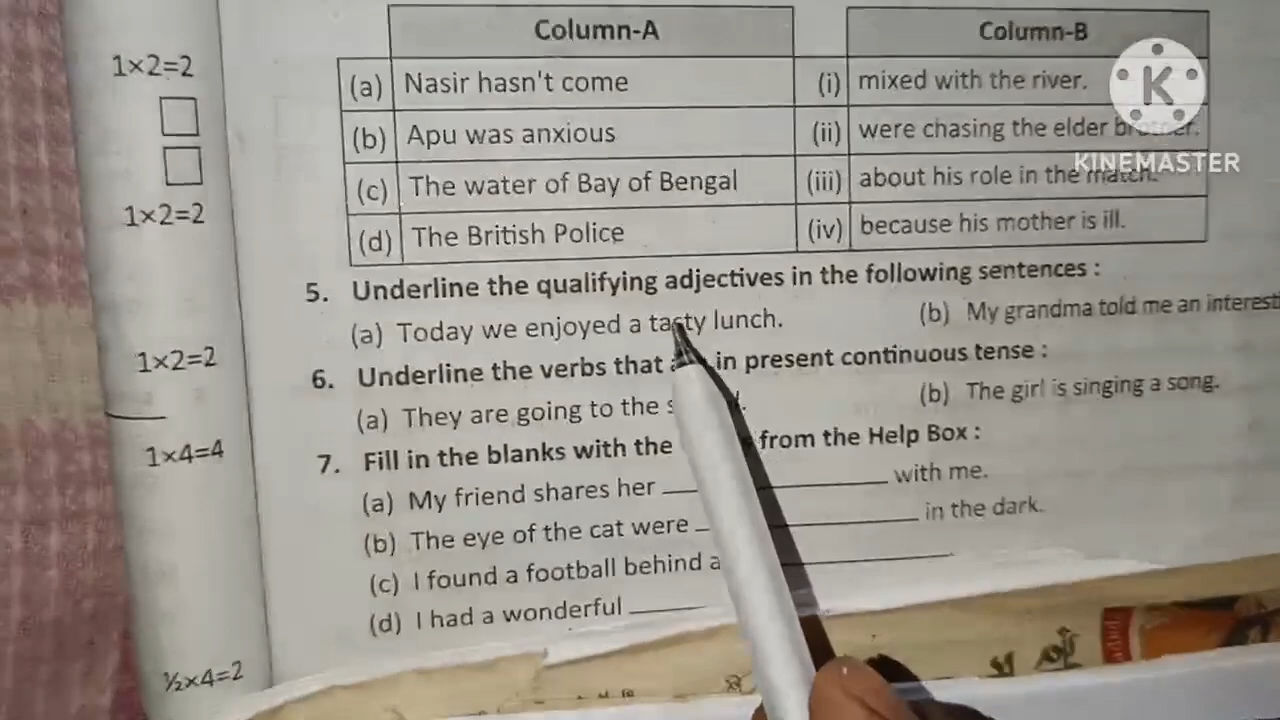 Column-A Column-B
1×2=2
(a) Nasir hasn't come (i) mixed with the river.
(b) Apu was anxious (ii) were chasing the elder brother.
KINEMASTER
(c) The water of Bay of Bengal (iii) about his role in the match.
1×2=2
(d) The British Police (iv) because his mother is ill.
5. Underline the qualifying adjectives in the following sentences :
(a) Today we enjoyed a tasty lunch. (b) My grandma told me an interesti
1×2=2
6. Underline the verbs that in present continuous tense :
(a) They are going to the (b) The girl is singing a song.
1×4=4
7. Fill in the blanks with the from the Help Box :
(a) My friend shares her ____ with me.
(b) The eye of the cat were ____ in the dark.
(c) I found a football behind a ____
(d) I had a wonderful ____
½×4=2